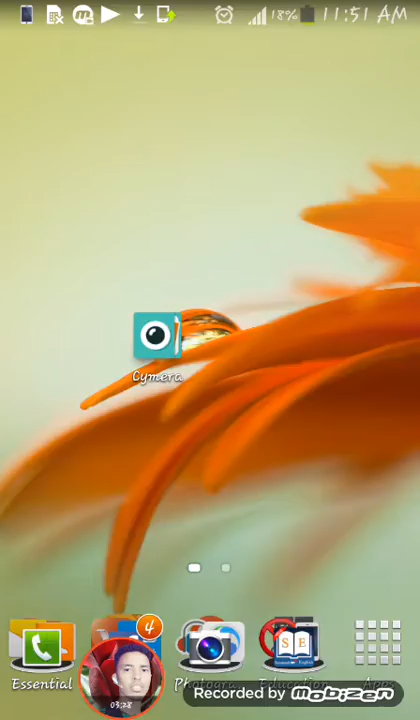 18% 11:51 AM
Cymera
4
S E
Essential
Photogra
Education
Apps
03:28
Recorded by mobizen